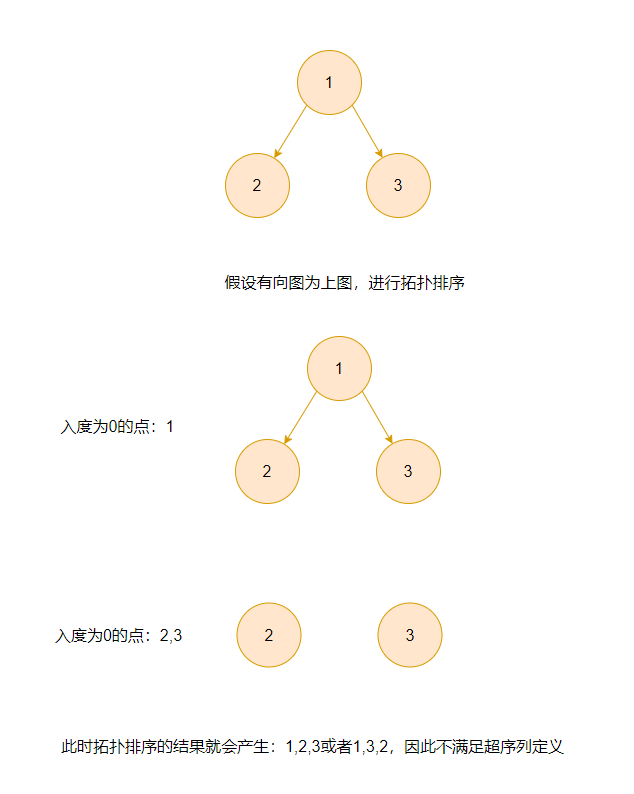 1
2
3
假设有向图为上图，进行拓扑排序
1
入度为0的点：1
2
3
入度为0的点：2,3
2
3
此时拓扑排序的结果就会产生：1,2,3或者1,3,2，因此不满足超序列定义